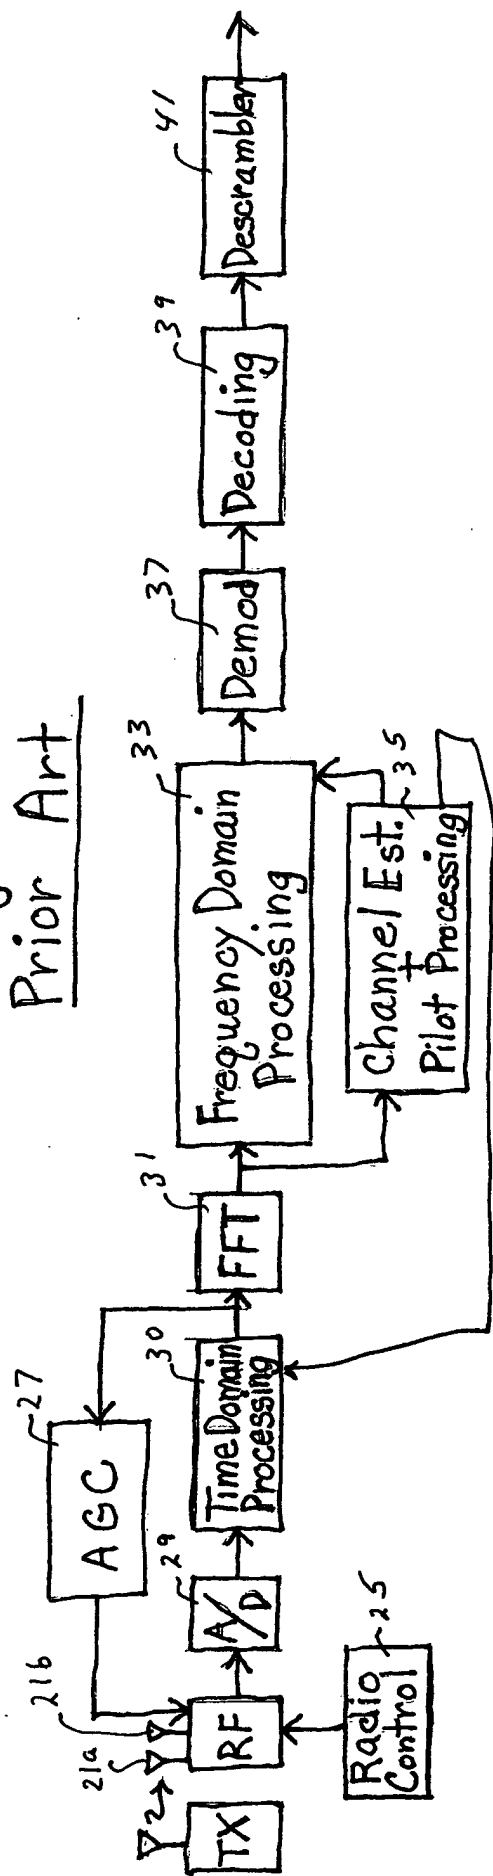 Prior Art
TX
2
21a
21b
RF
Radio
Control
25
AGC
27
A/D
29
Time Domain
Processing
30
FFT
31
Frequency Domain
Processing
33
Channel Est.
+
Pilot Processing
35
Demod
37
Decoding
39
Descrambler
41